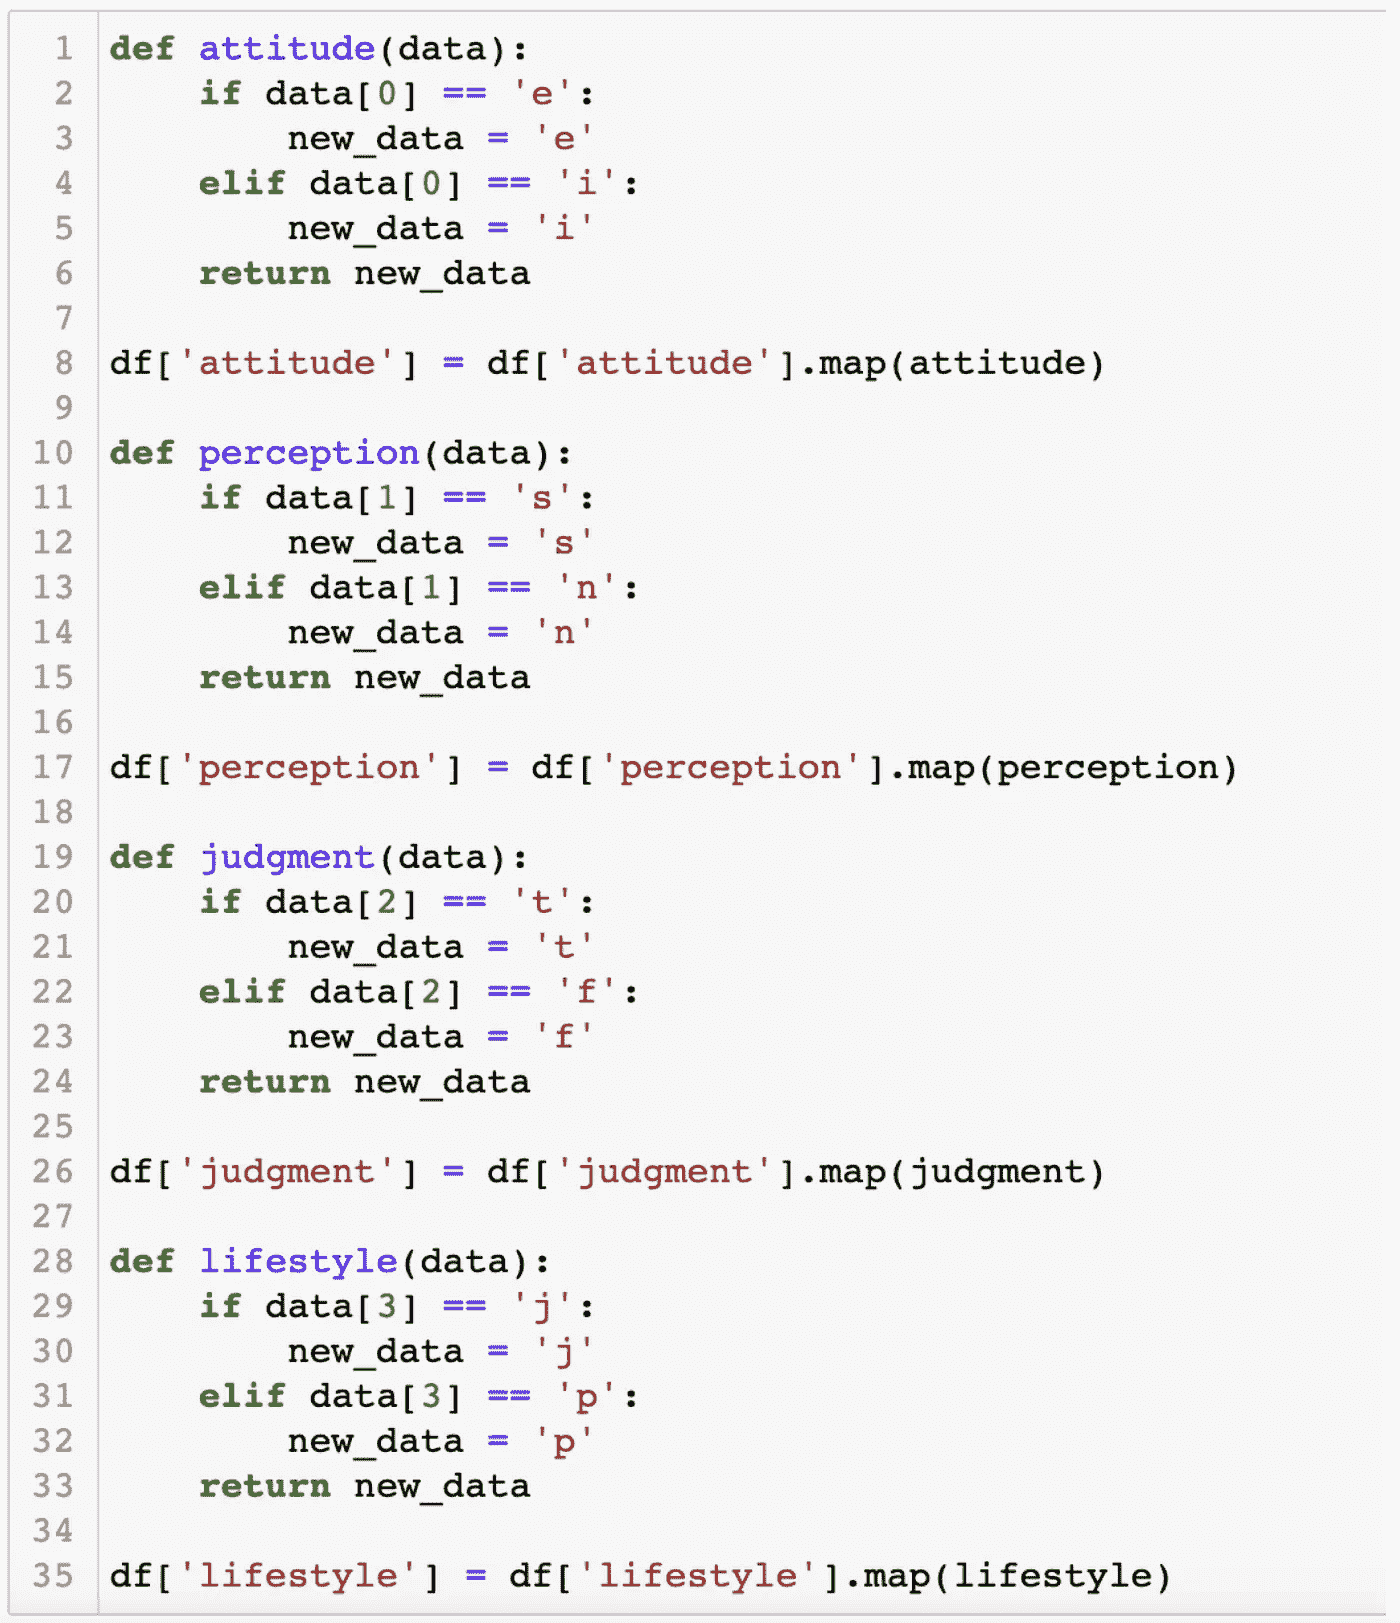 1 def attitude(data):
2     if data[0] == 'e':
3         new_data = 'e'
4     elif data[0] == 'i':
5         new_data = 'i'
6     return new_data
7
8 df['attitude'] = df['attitude'].map(attitude)
9
10 def perception(data):
11     if data[1] == 's':
12         new_data = 's'
13     elif data[1] == 'n':
14         new_data = 'n'
15     return new_data
16
17 df['perception'] = df['perception'].map(perception)
18
19 def judgment(data):
20     if data[2] == 't':
21         new_data = 't'
22     elif data[2] == 'f':
23         new_data = 'f'
24     return new_data
25
26 df['judgment'] = df['judgment'].map(judgment)
27
28 def lifestyle(data):
29     if data[3] == 'j':
30         new_data = 'j'
31     elif data[3] == 'p':
32         new_data = 'p'
33     return new_data
34
35 df['lifestyle'] = df['lifestyle'].map(lifestyle)